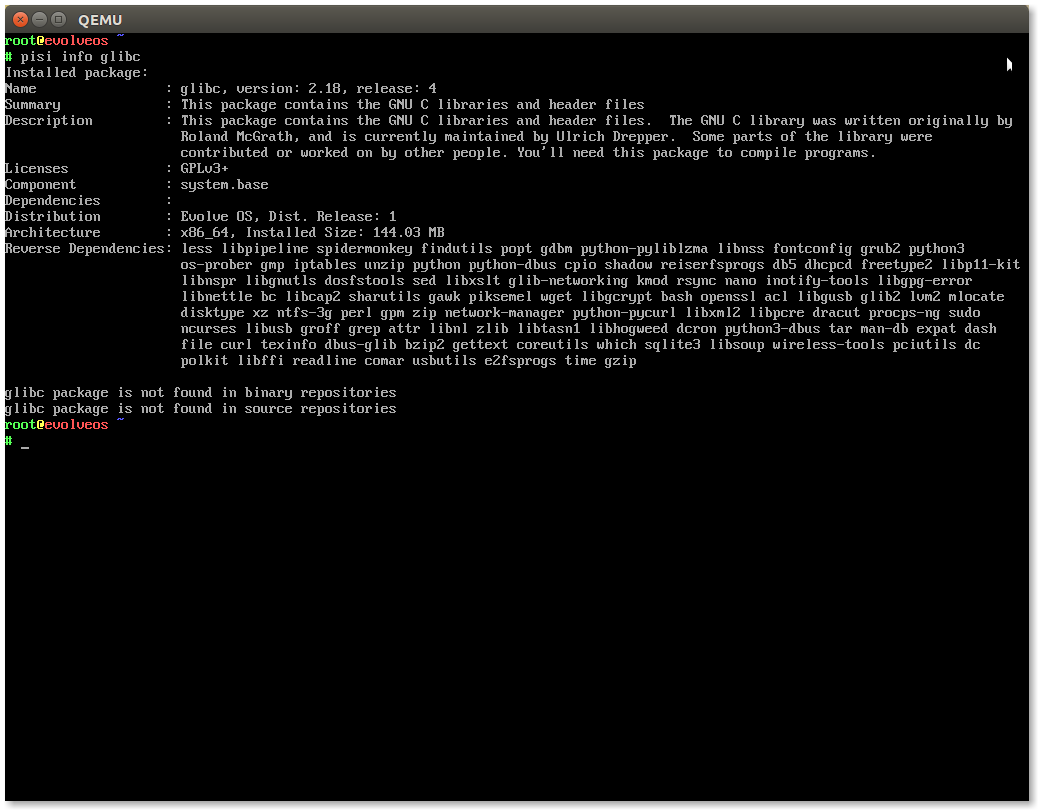 QEMU
root@evolveos ~
# pisi info glibc
Installed package:
Name                : glibc, version: 2.18, release: 4
Summary             : This package contains the GNU C libraries and header files
Description         : This package contains the GNU C libraries and header files.  The GNU C library was written originally by
                      Roland McGrath, and is currently maintained by Ulrich Drepper.  Some parts of the library were
                      contributed or worked on by other people. You'll need this package to compile programs.
Licenses            : GPLv3+
Component           : system.base
Dependencies        :
Distribution        : Evolve OS, Dist. Release: 1
Architecture        : x86_64, Installed Size: 144.03 MB
Reverse Dependencies: less libpipeline spidermonkey findutils popt gdbm python-pyliblzma libnss fontconfig grub2 python3
                      os-prober gmp iptables unzip python python-dbus cpio shadow reiserfsprogs db5 dhcpcd freetype2 libp11-kit
                      libnspr libgnutls dosfstools sed libxslt glib-networking kmod rsync nano inotify-tools libgpg-error
                      libnettle bc libcap2 sharutils gawk piksemel wget libgcrypt bash openssl acl libgusb glib2 lvm2 mlocate
                      disktype xz ntfs-3g perl gpm zip network-manager python-pycurl libxml2 libpcre dracut procps-ng sudo
                      ncurses libusb groff grep attr libnl zlib libtasn1 libhogweed dcron python3-dbus tar man-db expat dash
                      file curl texinfo dbus-glib bzip2 gettext coreutils which sqlite3 libsoup wireless-tools pciutils dc
                      polkit libffi readline comar usbutils e2fsprogs time gzip
glibc package is not found in binary repositories
glibc package is not found in source repositories
root@evolveos ~
# _